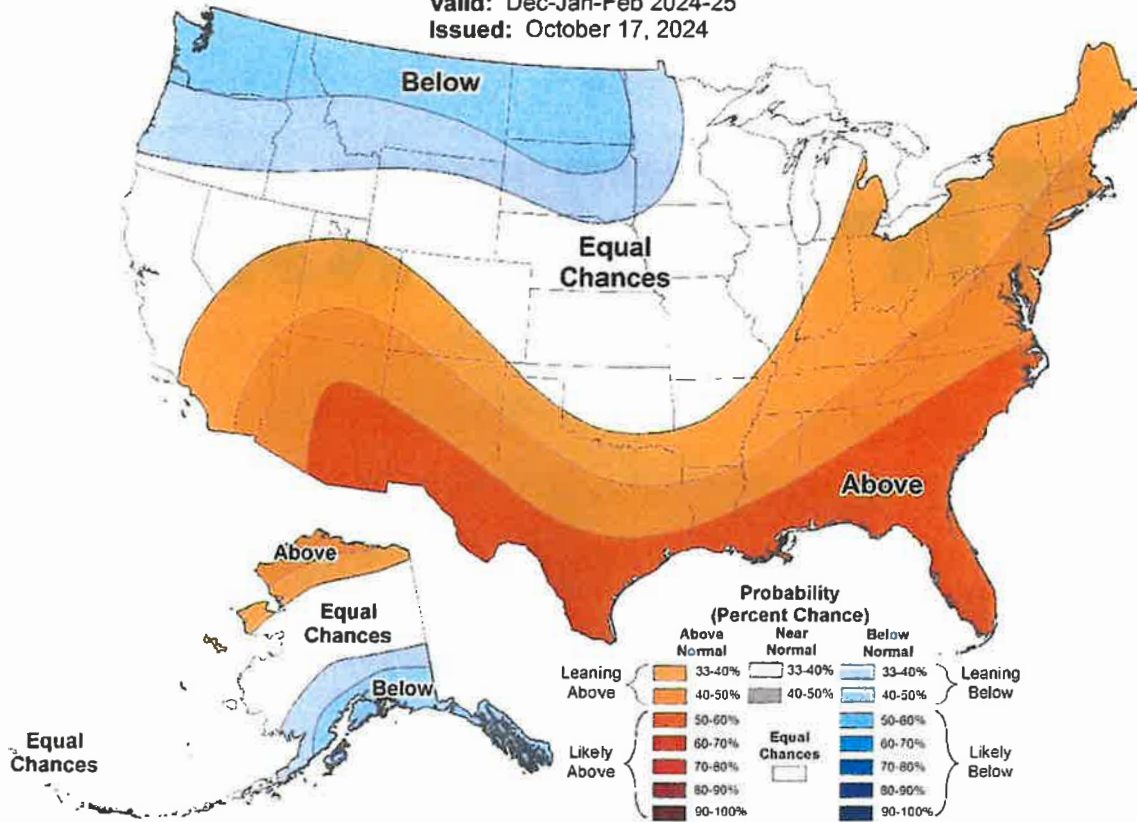 Valid: Dec-Jan-Feb 2024-25
Issued: October 17, 2024
Below
Equal
Chances
Above
Above
Equal
Chances
Below
Equal
Chances
Probability
(Percent Chance)
Above
Normal
Near
Normal
Below
Normal
Leaning
Above
33-40%
33-40%
33-40%
40-50%
40-50%
40-50%
Leaning
Below
Likely
Above
50-60%
60-70%
70-80%
80-90%
90-100%
Equal
Chances
50-60%
60-70%
70-80%
80-90%
90-100%
Likely
Below